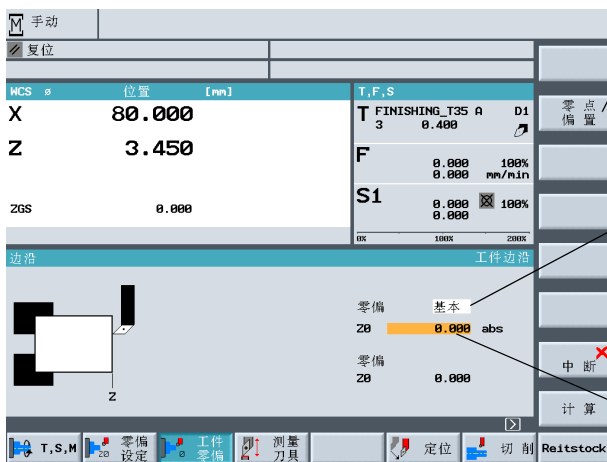 M 手动
复位
WCS ø 位置 [mm]
X 80.000
Z 3.450
ZGS 0.000
T,F,S
T FINISHING_T35 A D1
3 0.400
F 0.000 100%
0.000 mm/min
S1 0.000 100%
0.000
0% 100% 200%
零点/
偏置
边沿 工件边沿
零偏 基本
Z0 0.000 abs
零偏
Z0 0.000
Z
中断
计算
T,S,M
Z0 零偏
设定
0 工件
零偏
测量
刀具
定位
切削
Reitstock